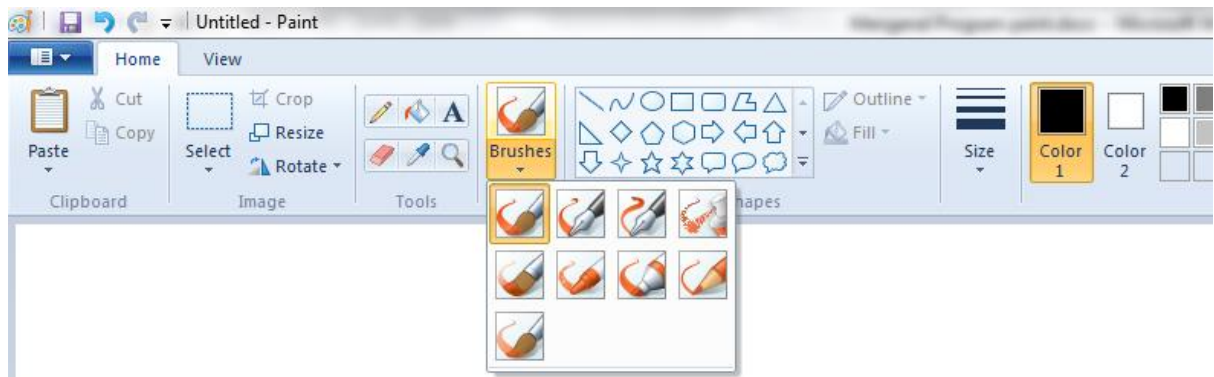 Untitled - Paint
Home View
Cut
Copy
Paste
Clipboard
Select
Crop
Resize
Rotate
Image
A
Tools
Brushes
Outline
Fill
Size
Color 1
Color 2